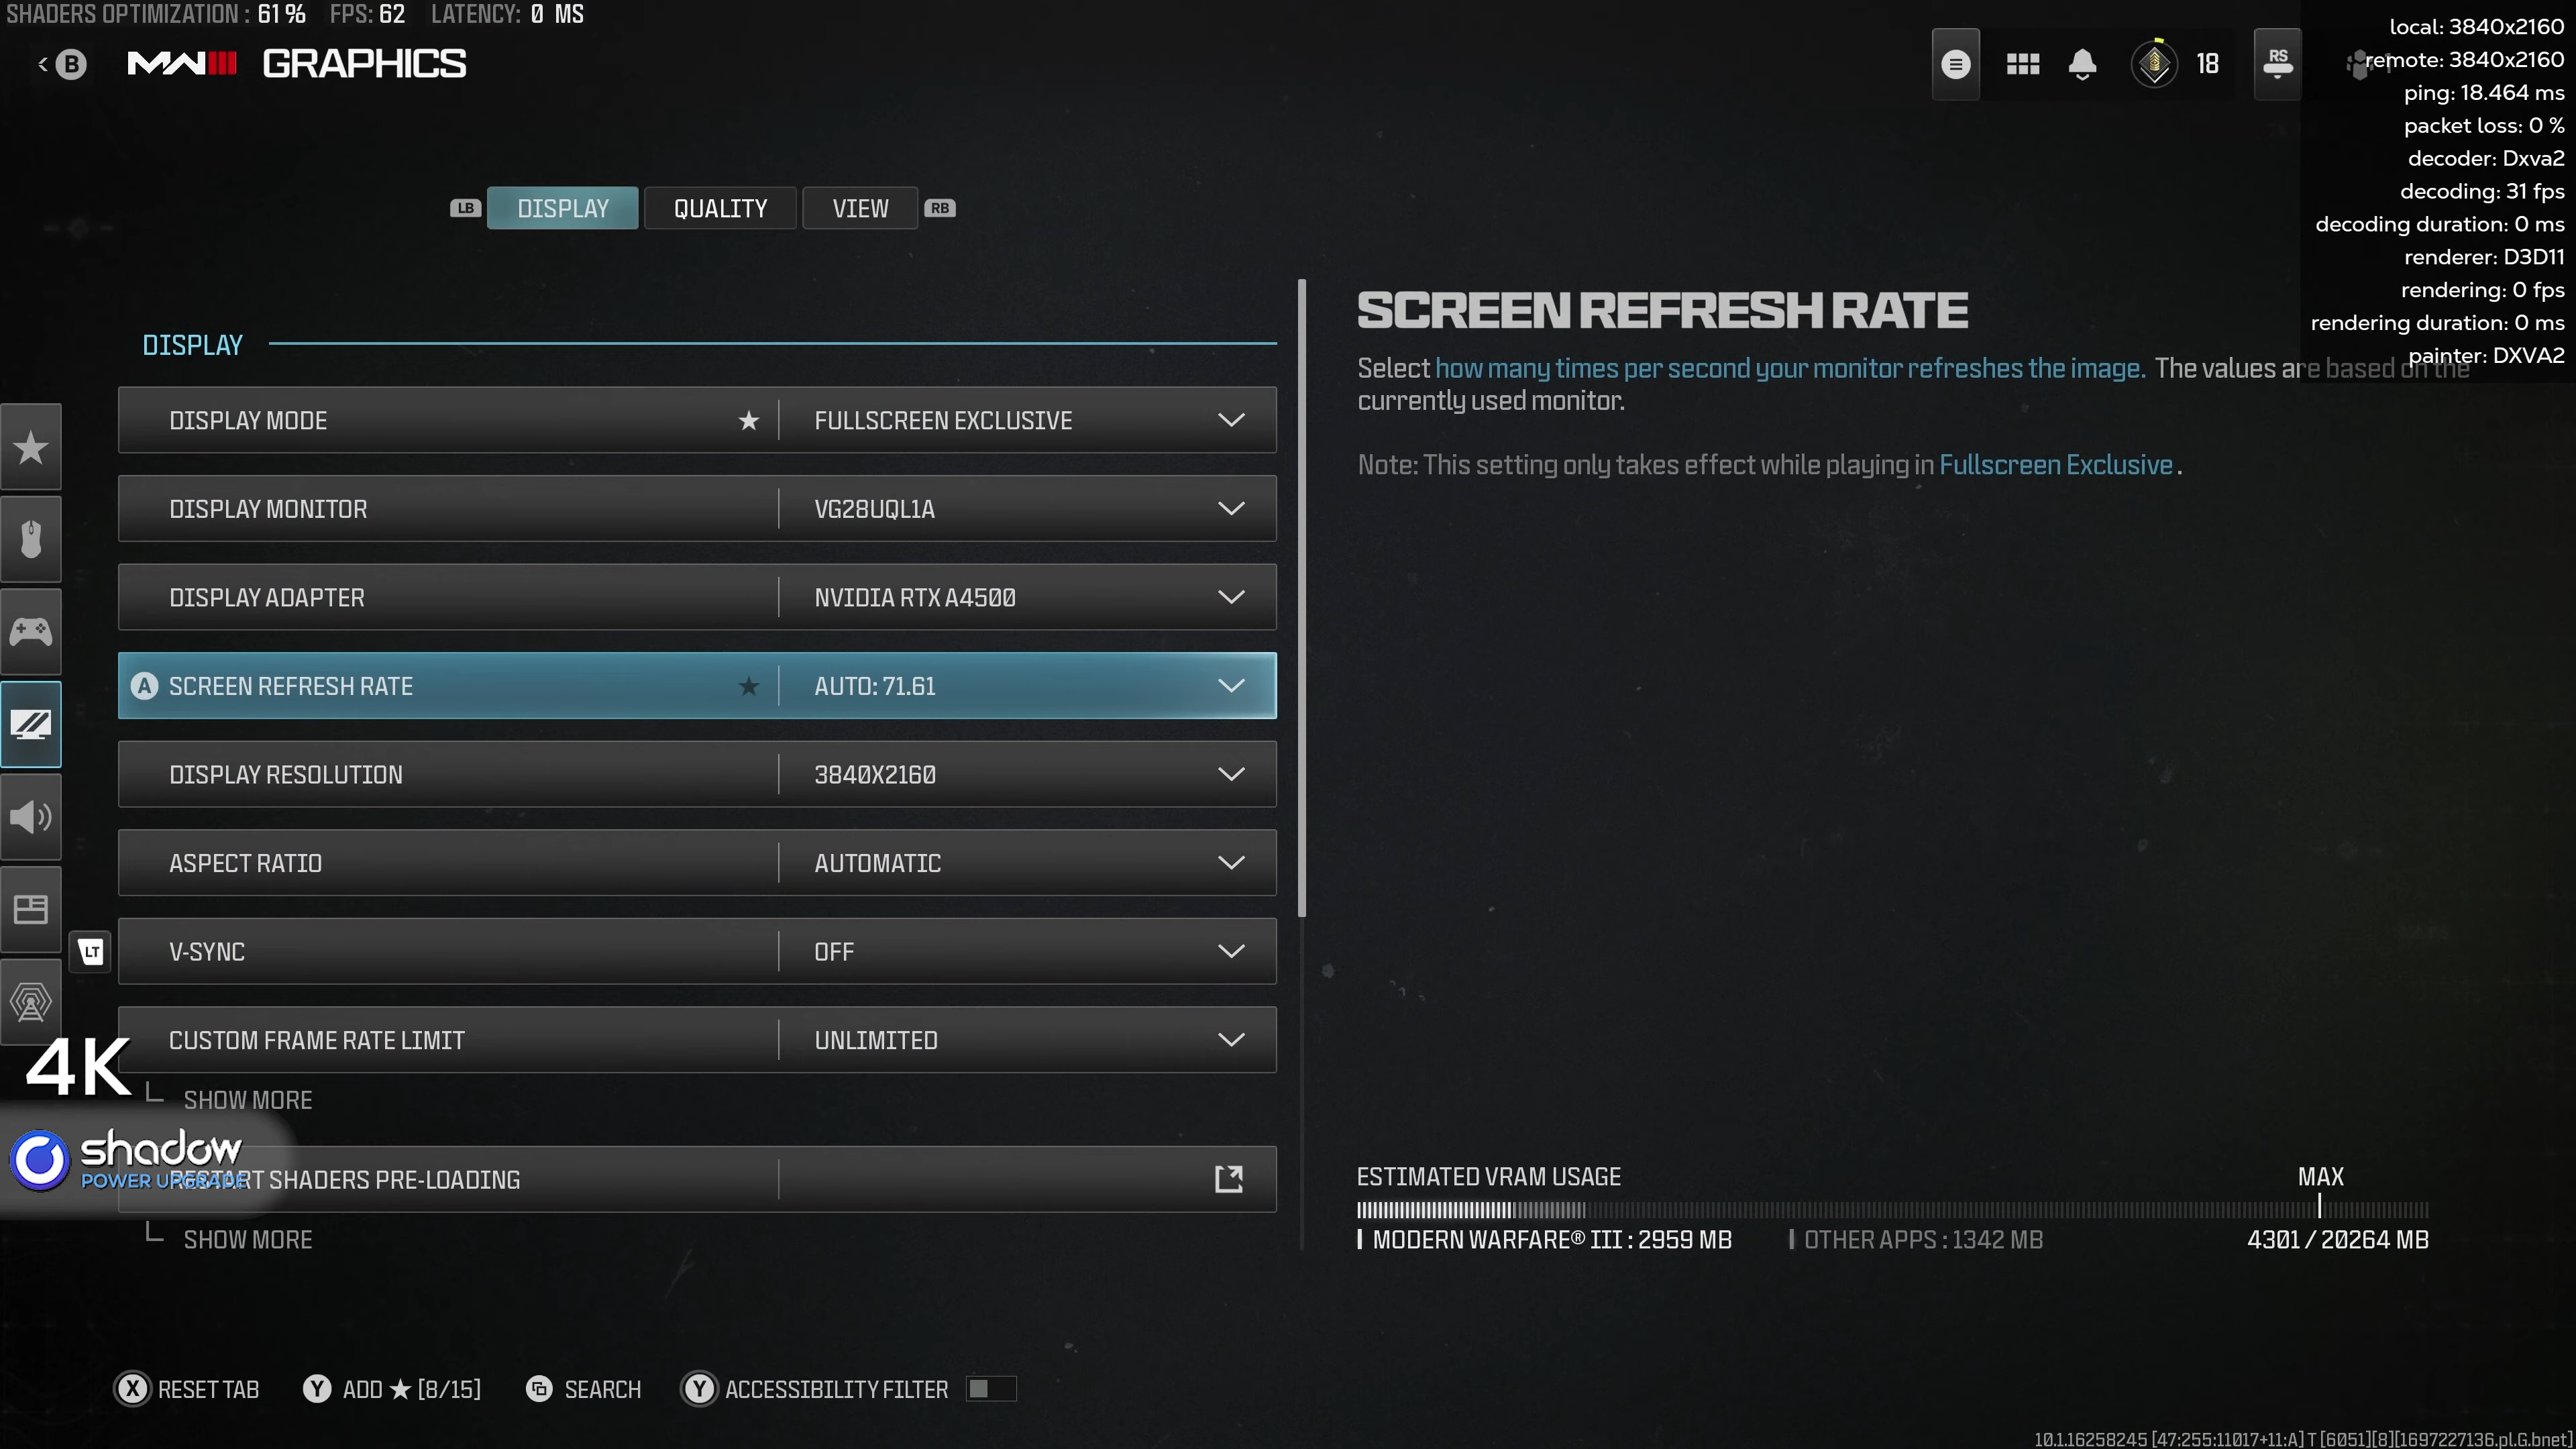 SHADERS OPTIMIZATION : 61% FPS: 62 LATENCY: 0 MS
B MWIII GRAPHICS
18
RS
local: 3840x2160
remote: 3840x2160
ping: 18.464 ms
packet loss: 0 %
decoder: Dxva2
decoding: 31 fps
decoding duration: 0 ms
renderer: D3D11
rendering: 0 fps
rendering duration: 0 ms
painter: DXVA2
LB DISPLAY QUALITY VIEW RB
DISPLAY
DISPLAY MODE ★ FULLSCREEN EXCLUSIVE
DISPLAY MONITOR VG28UQL1A
DISPLAY ADAPTER NVIDIA RTX A4500
A SCREEN REFRESH RATE ★ AUTO: 71.61
DISPLAY RESOLUTION 3840X2160
ASPECT RATIO AUTOMATIC
LT V-SYNC OFF
CUSTOM FRAME RATE LIMIT UNLIMITED
SHOW MORE
RESTART SHADERS PRE-LOADING
SHOW MORE
4K
shadow
POWER UPGRADE
SCREEN REFRESH RATE
Select how many times per second your monitor refreshes the image. The values are based on the
currently used monitor.
Note: This setting only takes effect while playing in Fullscreen Exclusive .
ESTIMATED VRAM USAGE MAX
MODERN WARFARE® III : 2959 MB OTHER APPS : 1342 MB 4301 / 20264 MB
X RESET TAB Y ADD ★ [8/15] SEARCH Y ACCESSIBILITY FILTER
10.1.16258245 [47:255:11017+11:A] T [6051][8][1697227136.pl.G.bnet]